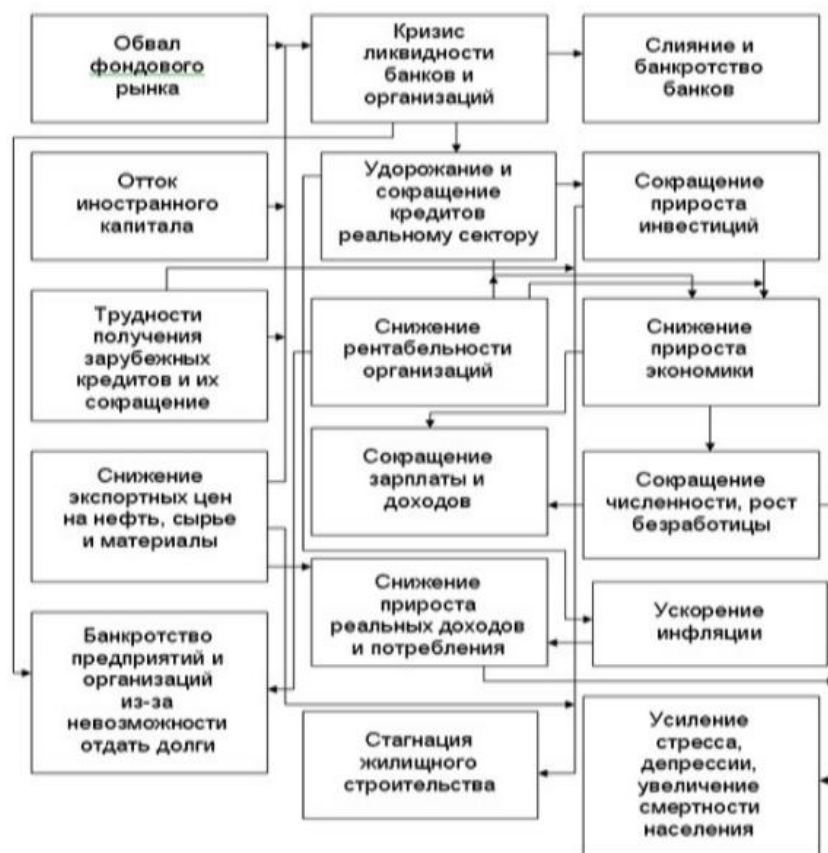 Обвал
фондового
рынка
Кризис
ликвидности
банков и
организаций
Слияние и
банкротство
банков
Отток
иностранного
капитала
Удорожание и
сокращение
кредитов
реальному сектору
Сокращение
прироста
инвестиций
Трудности
получения
зарубежных
кредитов и их
сокращение
Снижение
рентабельности
организаций
Снижение
прироста
экономики
Снижение
экспортных цен
на нефть, сырье
и материалы
Сокращение
зарплаты и
доходов
Сокращение
численности, рост
безработицы
Банкротство
предприятий и
организаций
из-за
невозможности
отдать долги
Снижение
прироста
реальных доходов
и потребления
Ускорение
инфляции
Стагнация
жилищного
строительства
Усиление
стресса,
депрессии,
увеличение
смертности
населения